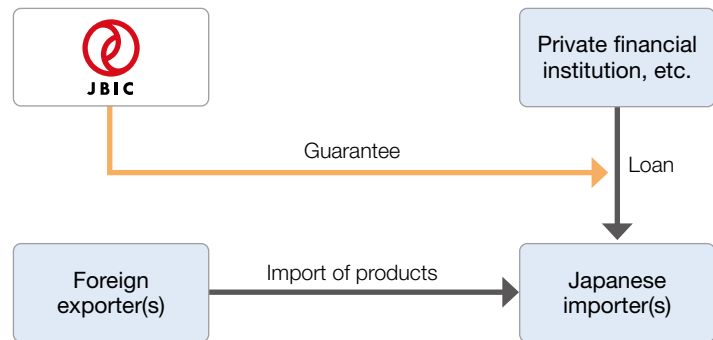 JBIC
Private financial
institution, etc.
Guarantee
Loan
Foreign
exporter(s)
Import of products
Japanese
importer(s)